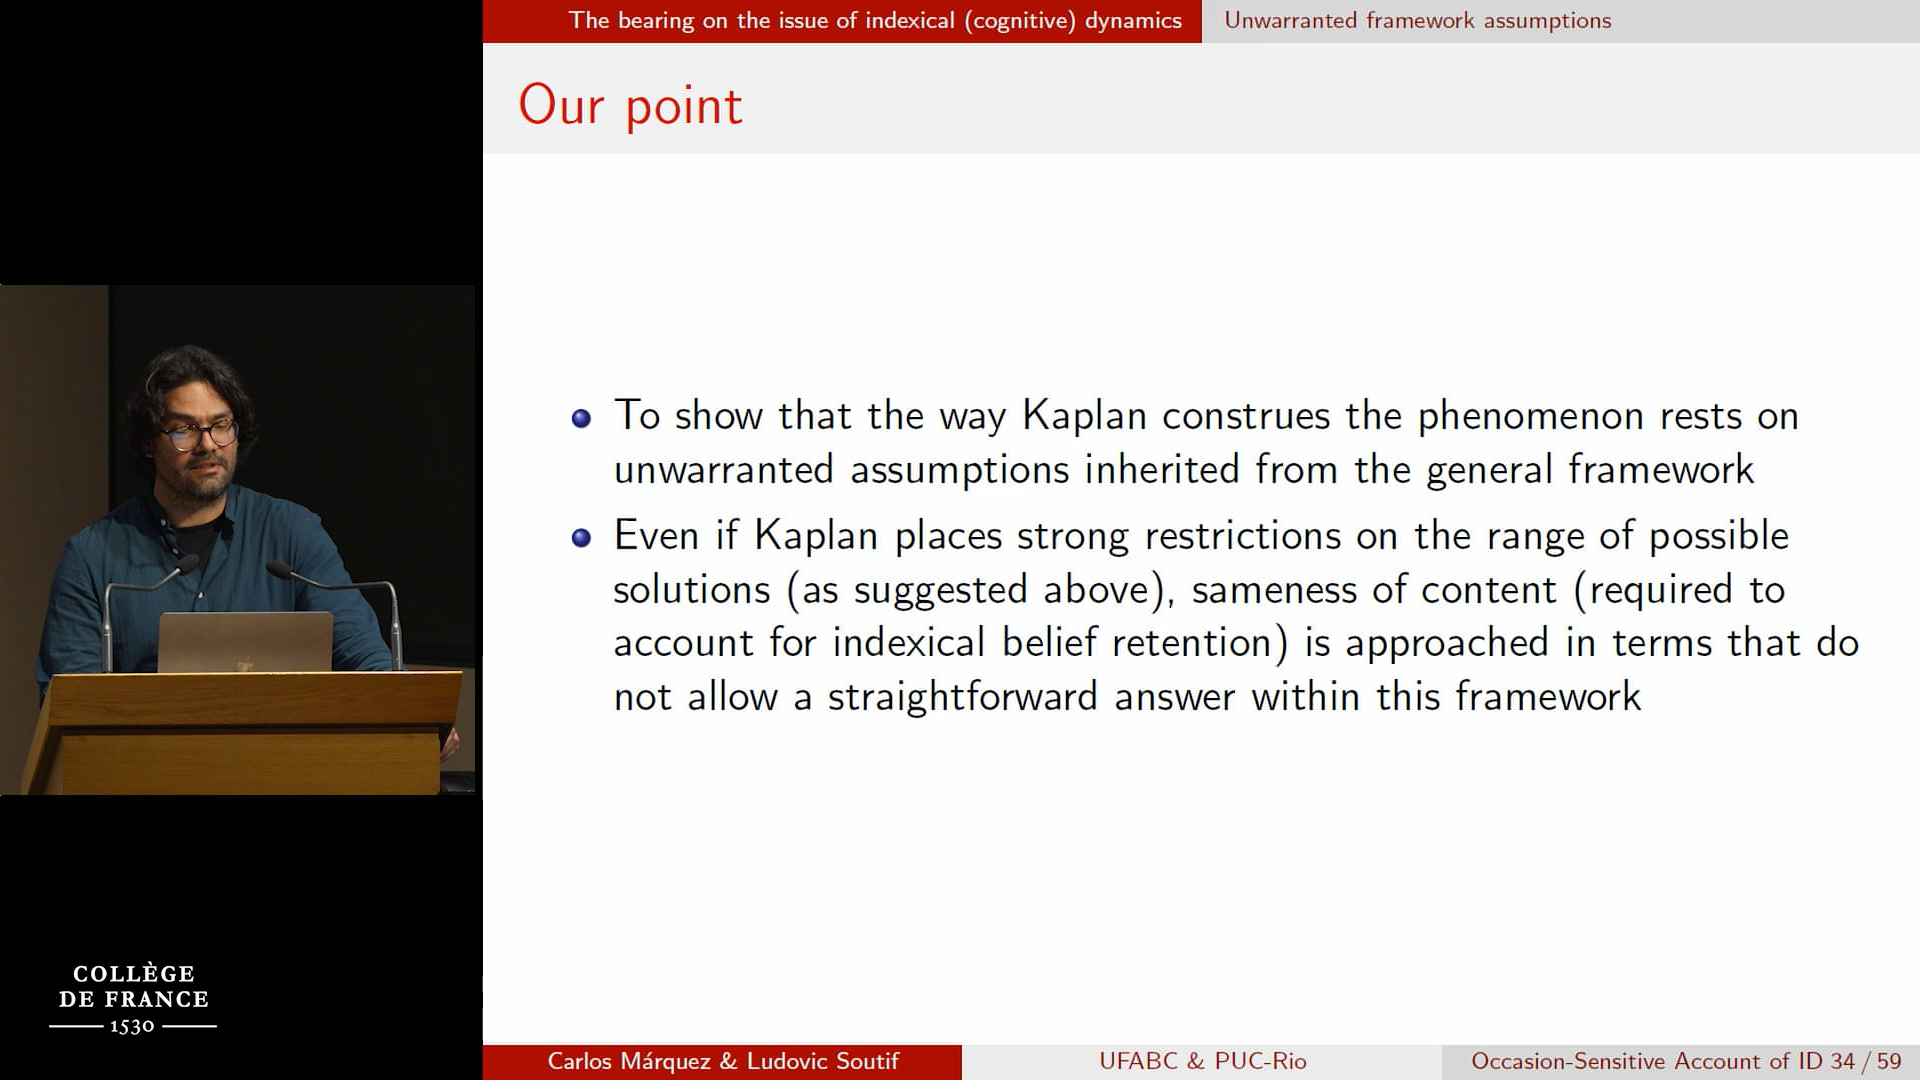 The bearing on the issue of indexical (cognitive) dynamics
Unwarranted framework assumptions
Our point
To show that the way Kaplan construes the phenomenon rests on
unwarranted assumptions inherited from the general framework
Even if Kaplan places strong restrictions on the range of possible
solutions (as suggested above), sameness of content (required to
account for indexical belief retention) is approached in terms that do
not allow a straightforward answer within this framework
COLLÈGE
DE FRANCE
1530
Carlos Márquez & Ludovic Soutif
UFABC & PUC-Rio
Occasion-Sensitive Account of ID 34 / 59